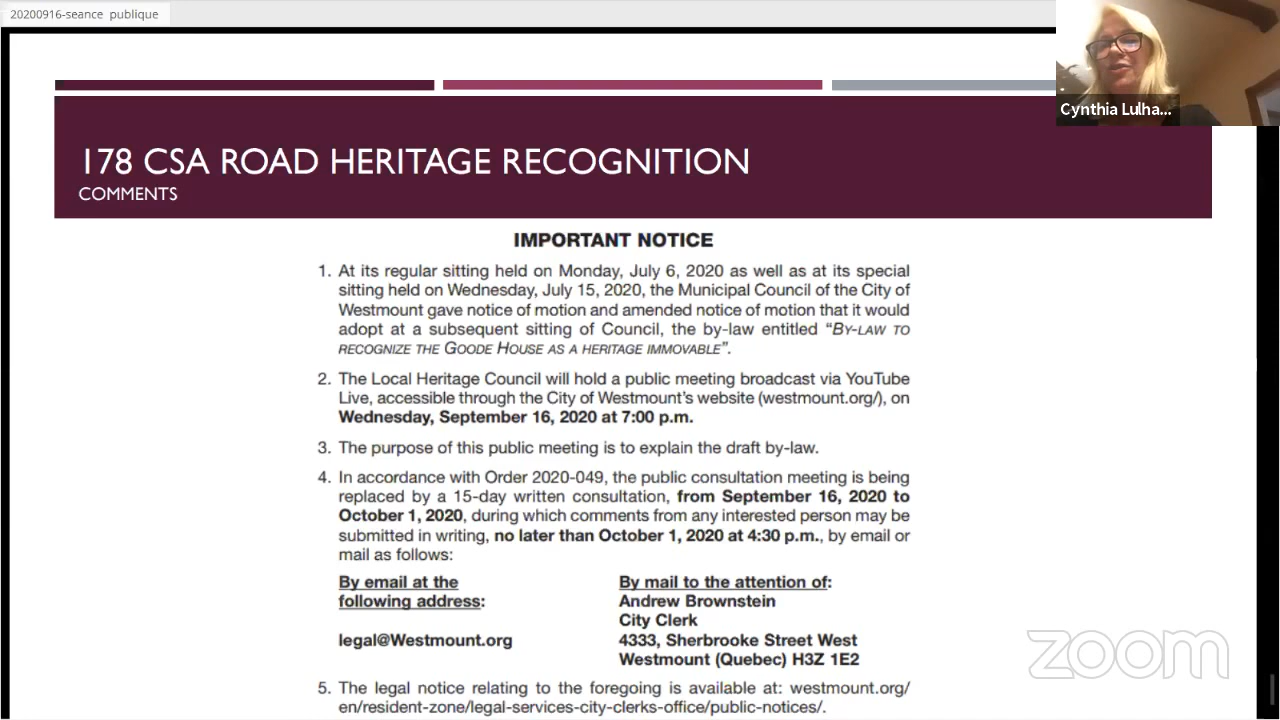 20200916-seance publique
Cynthia Lulha...
178 CSA ROAD HERITAGE RECOGNITION
COMMENTS
IMPORTANT NOTICE
1. At its regular sitting held on Monday, July 6, 2020 as well as at its special
sitting held on Wednesday, July 15, 2020, the Municipal Council of the City of
Westmount gave notice of motion and amended notice of motion that it would
adopt at a subsequent sitting of Council, the by-law entitled “BY-LAW TO
RECOGNIZE THE GOODE HOUSE AS A HERITAGE IMMOVABLE”.
2. The Local Heritage Council will hold a public meeting broadcast via YouTube
Live, accessible through the City of Westmount's website (westmount.org/), on
Wednesday, September 16, 2020 at 7:00 p.m.
3. The purpose of this public meeting is to explain the draft by-law.
4. In accordance with Order 2020-049, the public consultation meeting is being
replaced by a 15-day written consultation, from September 16, 2020 to
October 1, 2020, during which comments from any interested person may be
submitted in writing, no later than October 1, 2020 at 4:30 p.m., by email or
mail as follows:
By email at the
following address:
legal@Westmount.org
By mail to the attention of:
Andrew Brownstein
City Clerk
4333, Sherbrooke Street West
Westmount (Quebec) H3Z 1E2
5. The legal notice relating to the foregoing is available at: westmount.org/
en/resident-zone/legal-services-city-clerks-office/public-notices/.
zoom